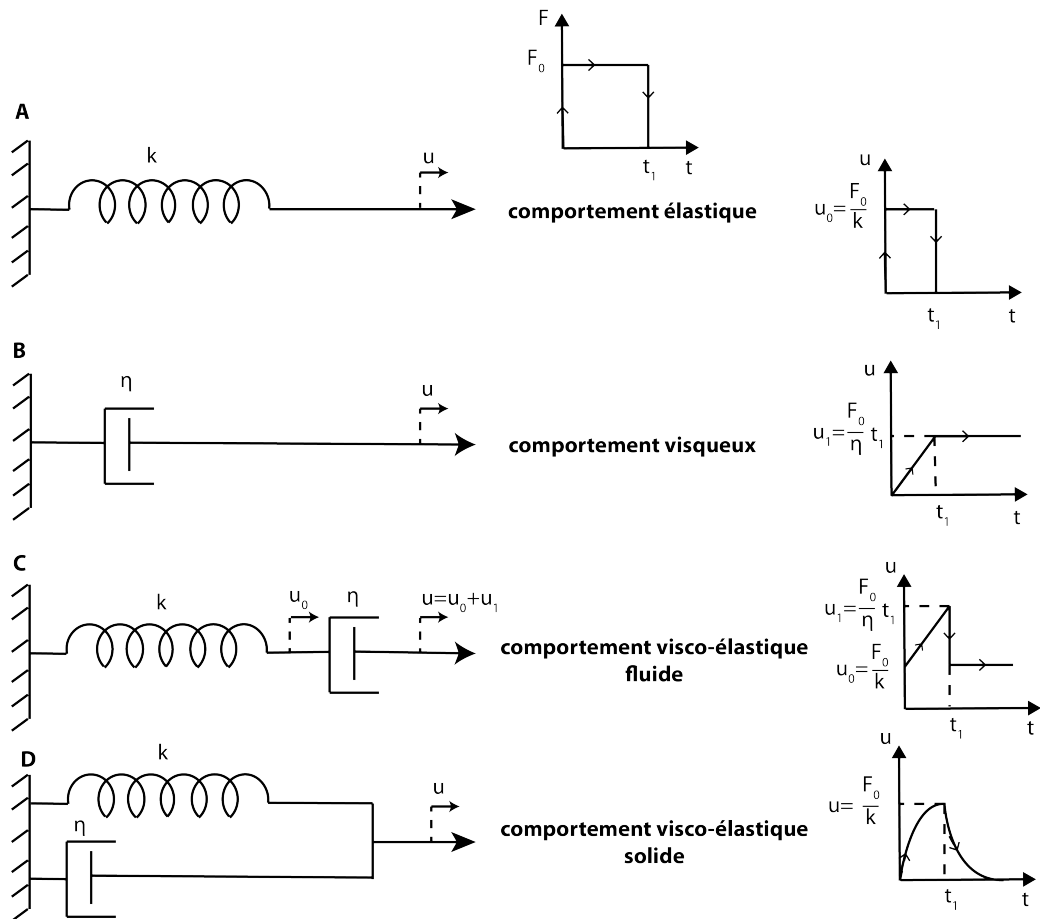 F
F₀
t₁ t
A
k
u
comportement élastique
u
u₀=F₀/k
t₁ t
B
η
u
comportement visqueux
u
u₁=F₀/η t₁
t₁ t
C
k
u₀
η
u=u₀+u₁
comportement visco-élastique
fluide
u
u₁=F₀/η t₁
u₀=F₀/k
t₁ t
D
k
η
u
comportement visco-élastique
solide
u
u= F₀/k
t₁ t